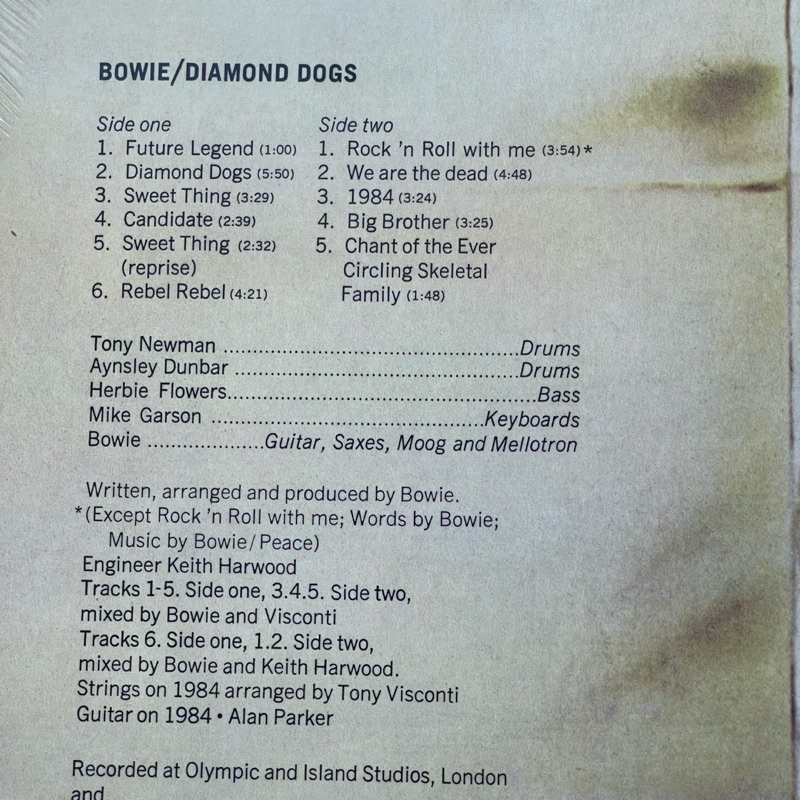 BOWIE/DIAMOND DOGS
Side one
1. Future Legend (1:00)
2. Diamond Dogs (5:50)
3. Sweet Thing (3:29)
4. Candidate (2:39)
5. Sweet Thing (2:32)
(reprise)
6. Rebel Rebel (4:21)
Side two
1. Rock 'n Roll with me (3:54)*
2. We are the dead (4:48)
3. 1984 (3:24)
4. Big Brother (3:25)
5. Chant of the Ever
Circling Skeletal
Family (1:48)
Tony Newman ........................................Drums
Aynsley Dunbar ......................................Drums
Herbie Flowers..........................................Bass
Mike Garson .....................................Keyboards
Bowie ....................Guitar, Saxes, Moog and Mellotron
Written, arranged and produced by Bowie.
*(Except Rock 'n Roll with me; Words by Bowie;
Music by Bowie/Peace)
Engineer Keith Harwood
Tracks 1-5. Side one, 3.4.5. Side two,
mixed by Bowie and Visconti
Tracks 6. Side one, 1.2. Side two,
mixed by Bowie and Keith Harwood.
Strings on 1984 arranged by Tony Visconti
Guitar on 1984 • Alan Parker
Recorded at Olympic and Island Studios, London
and